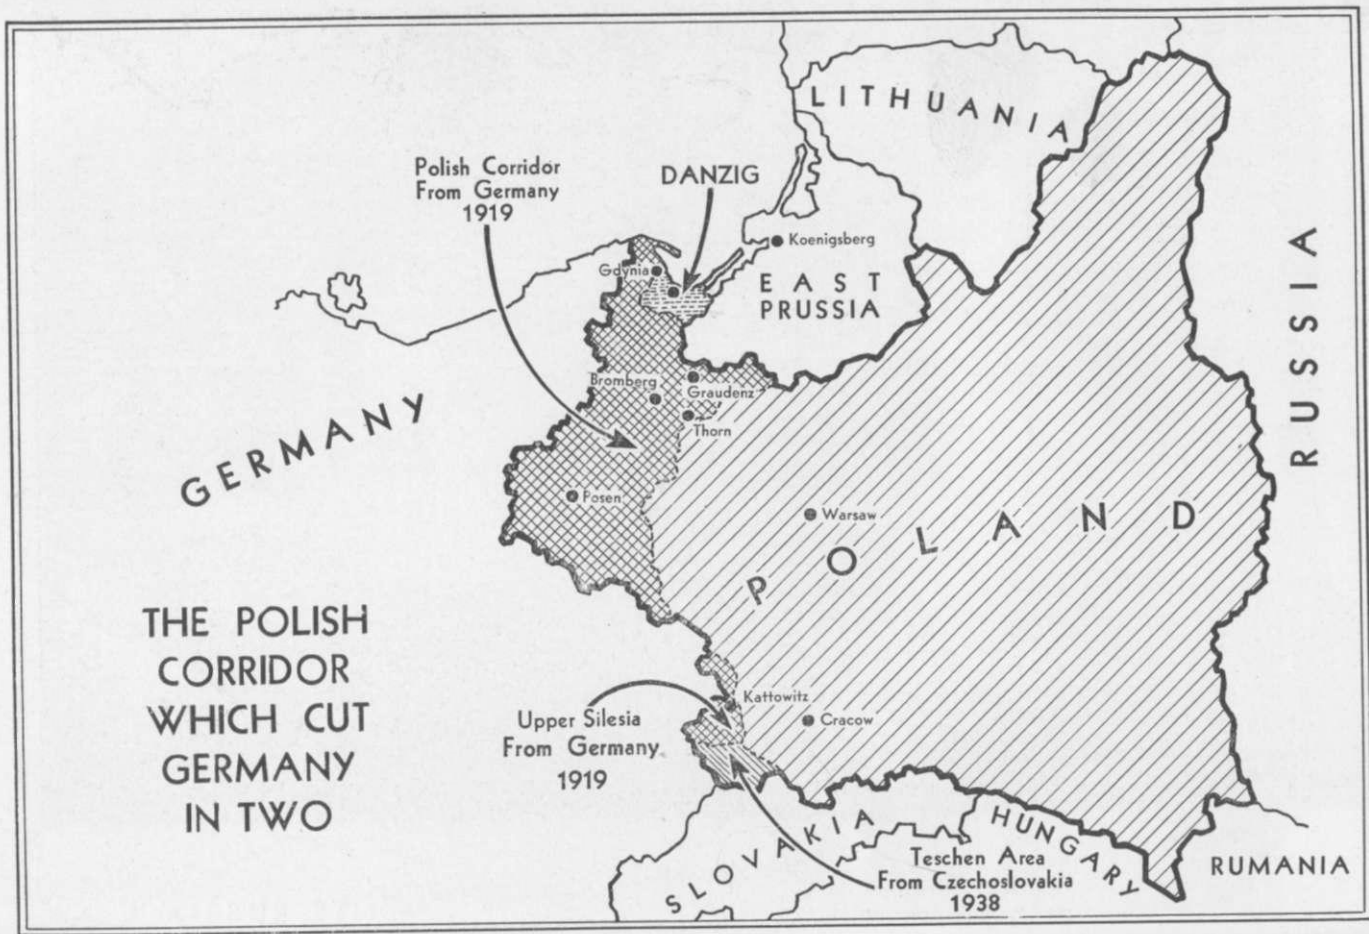 LITHUANIA
Polish Corridor
From Germany
1919
DANZIG
Koenigsberg
Gdynia
EAST
PRUSSIA
RUSSIA
Bromberg
Graudenz
Thorn
GERMANY
Posen
Warsaw
POLAND
THE POLISH
CORRIDOR
WHICH CUT
GERMANY
IN TWO
Kattowitz
Cracow
Upper Silesia
From Germany
1919
SLOVAKIA
HUNGARY
Teschen Area
From Czechoslovakia
1938
RUMANIA